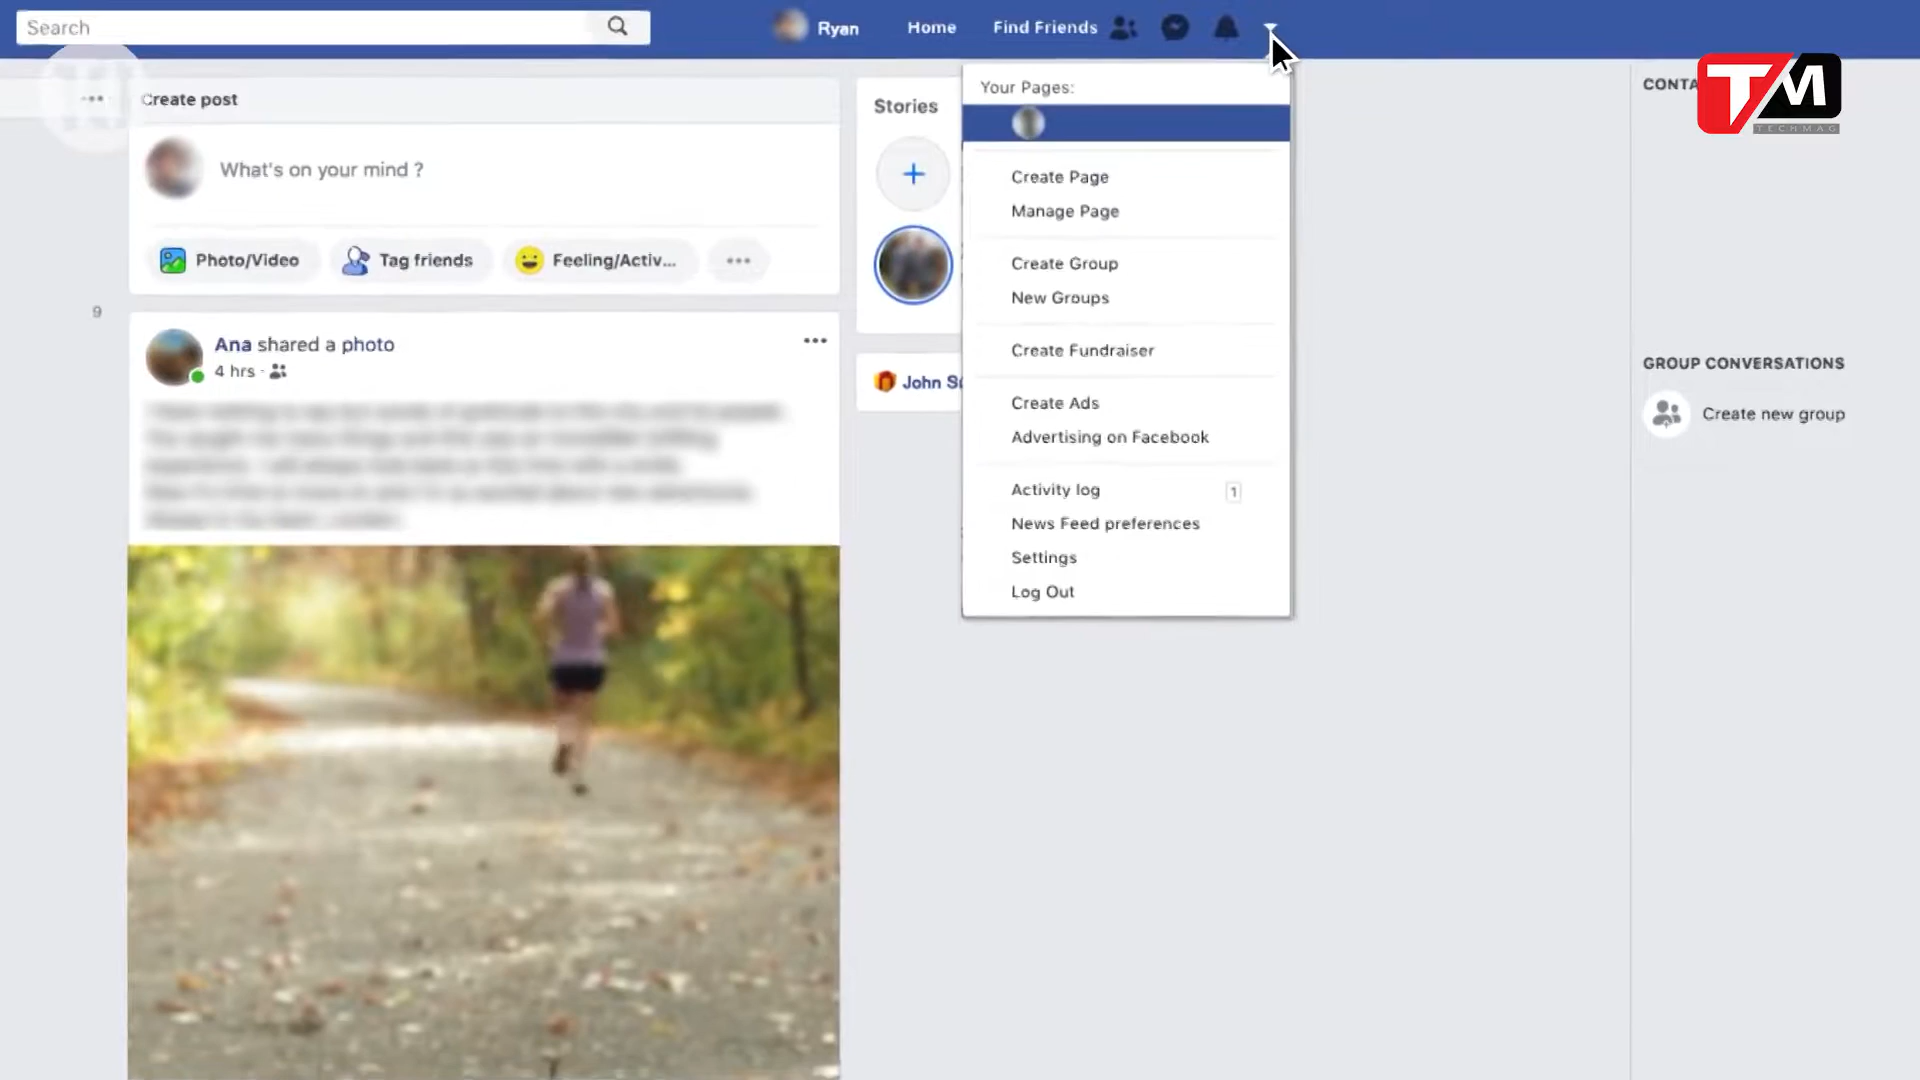 Search
Ryan
Home
Find Friends
TM
TECHMAG
Create post
What's on your mind ?
Photo/Video
Tag friends
Feeling/Activ...
9
Ana shared a photo
4 hrs ·
Stories
John
Your Pages:
Create Page
Manage Page
Create Group
New Groups
Create Fundraiser
Create Ads
Advertising on Facebook
Activity log
1
News Feed preferences
Settings
Log Out
CONTA
GROUP CONVERSATIONS
Create new group